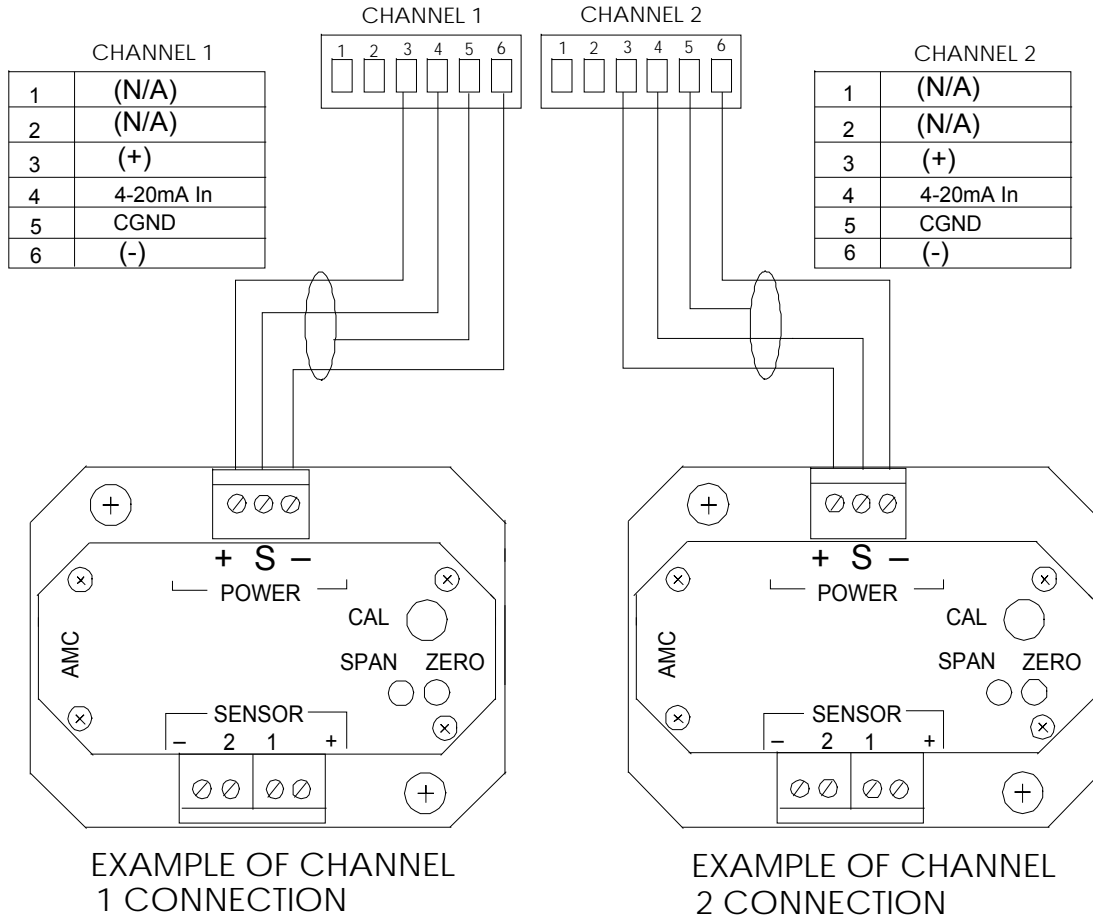 CHANNEL 1
1 2 3 4 5 6
CHANNEL 2
1 2 3 4 5 6
CHANNEL 1
1 (N/A)
2 (N/A)
3 (+)
4 4-20mA In
5 CGND
6 (-)
CHANNEL 2
1 (N/A)
2 (N/A)
3 (+)
4 4-20mA In
5 CGND
6 (-)
+ S –
POWER
CAL
SPAN ZERO
AMC
SENSOR
– 2 1 +
EXAMPLE OF CHANNEL
1 CONNECTION
+ S –
POWER
CAL
SPAN ZERO
AMC
SENSOR
– 2 1 +
EXAMPLE OF CHANNEL
2 CONNECTION